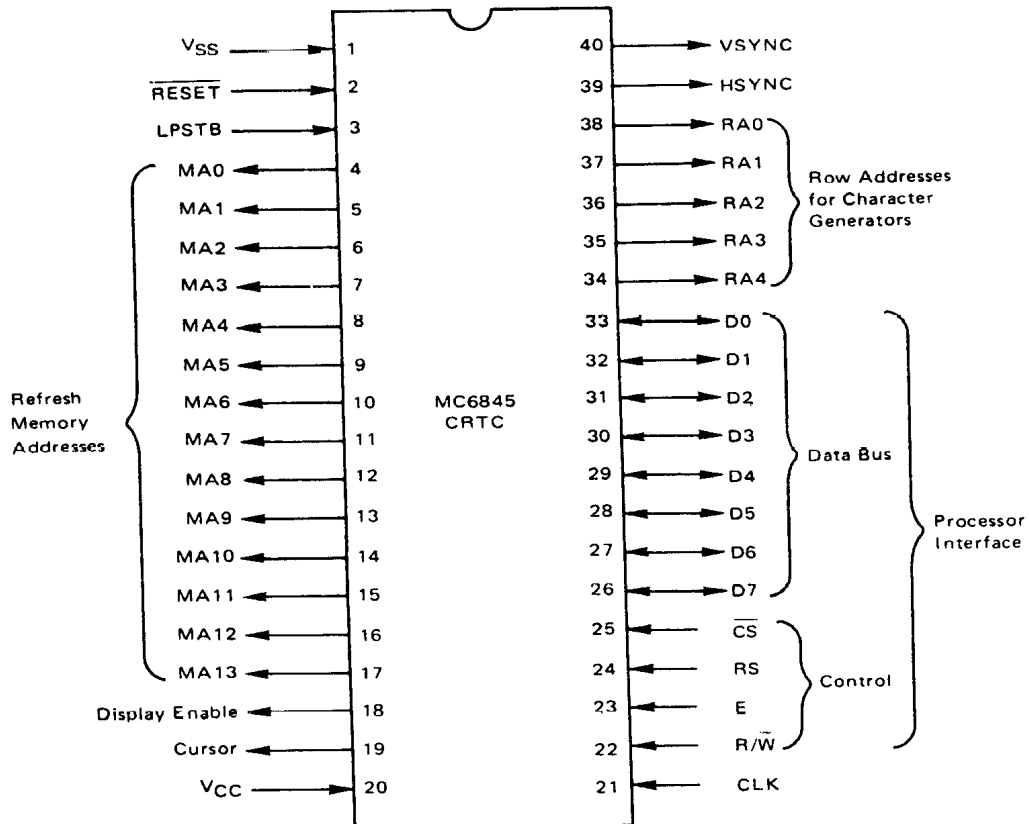 VSS 1
RESET 2
LPSTB 3
MA0 4
MA1 5
MA2 6
MA3 7
MA4 8
MA5 9
MA6 10
MA7 11
MA8 12
MA9 13
MA10 14
MA11 15
MA12 16
MA13 17
Display Enable 18
Cursor 19
VCC 20
Refresh
Memory
Addresses
MC6845
CRTC
40 VSYNC
39 HSYNC
38 RA0
37 RA1
36 RA2
35 RA3
34 RA4
Row Addresses
for Character
Generators
33 D0
32 D1
31 D2
30 D3
29 D4
28 D5
27 D6
26 D7
Data Bus
25 CS
24 RS
23 E
22 R/W
Control
Processor
Interface
21 CLK